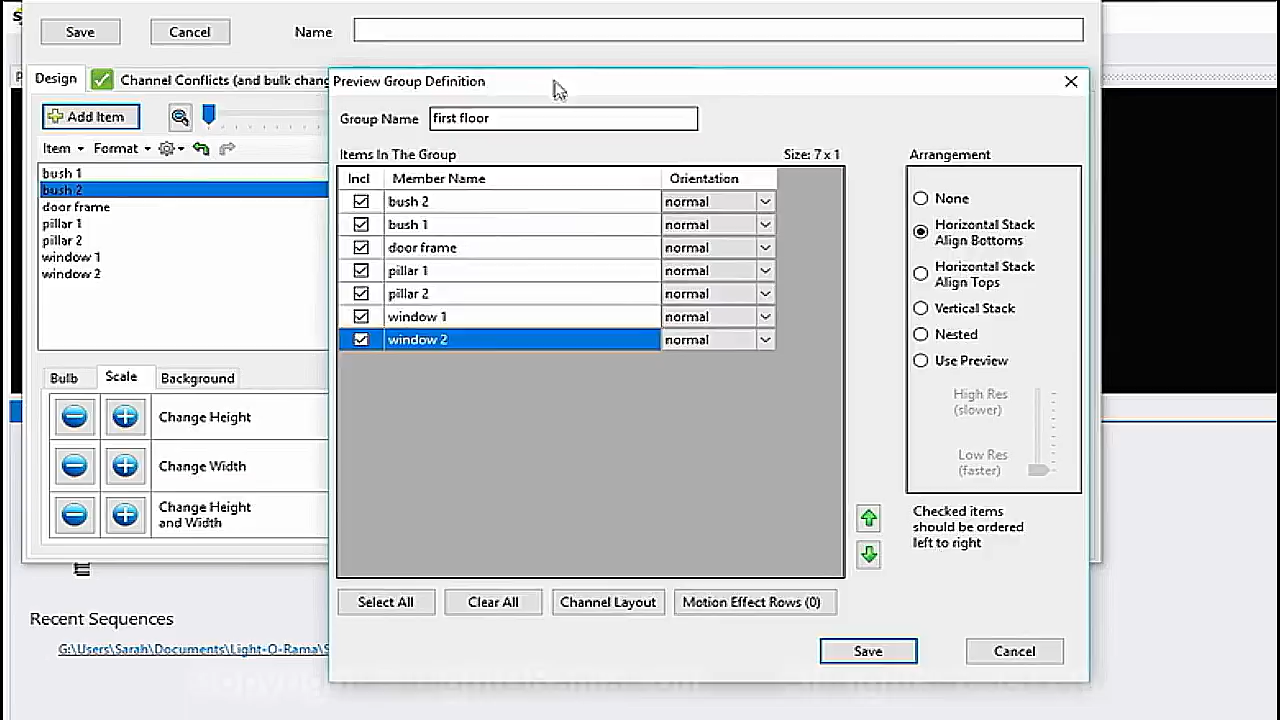 Save
Cancel
Name
Design
Channel Conflicts (and bulk chan
Add Item
Item
Format
bush 1
bush 2
door frame
pillar 1
pillar 2
window 1
window 2
Bulb
Scale
Background
Change Height
Change Width
Change Height
and Width
Recent Sequences
G:\Users\Sarah\Documents\Light-O-Rama\S
Preview Group Definition
Group Name
first floor
Items In The Group
Size: 7 x 1
Incl Member Name Orientation
bush 2 normal
bush 1 normal
door frame normal
pillar 1 normal
pillar 2 normal
window 1 normal
window 2 normal
Arrangement
None
Horizontal Stack
Align Bottoms
Horizontal Stack
Align Tops
Vertical Stack
Nested
Use Preview
High Res
(slower)
Low Res
(faster)
Checked items
should be ordered
left to right
Select All
Clear All
Channel Layout
Motion Effect Rows (0)
Save
Cancel